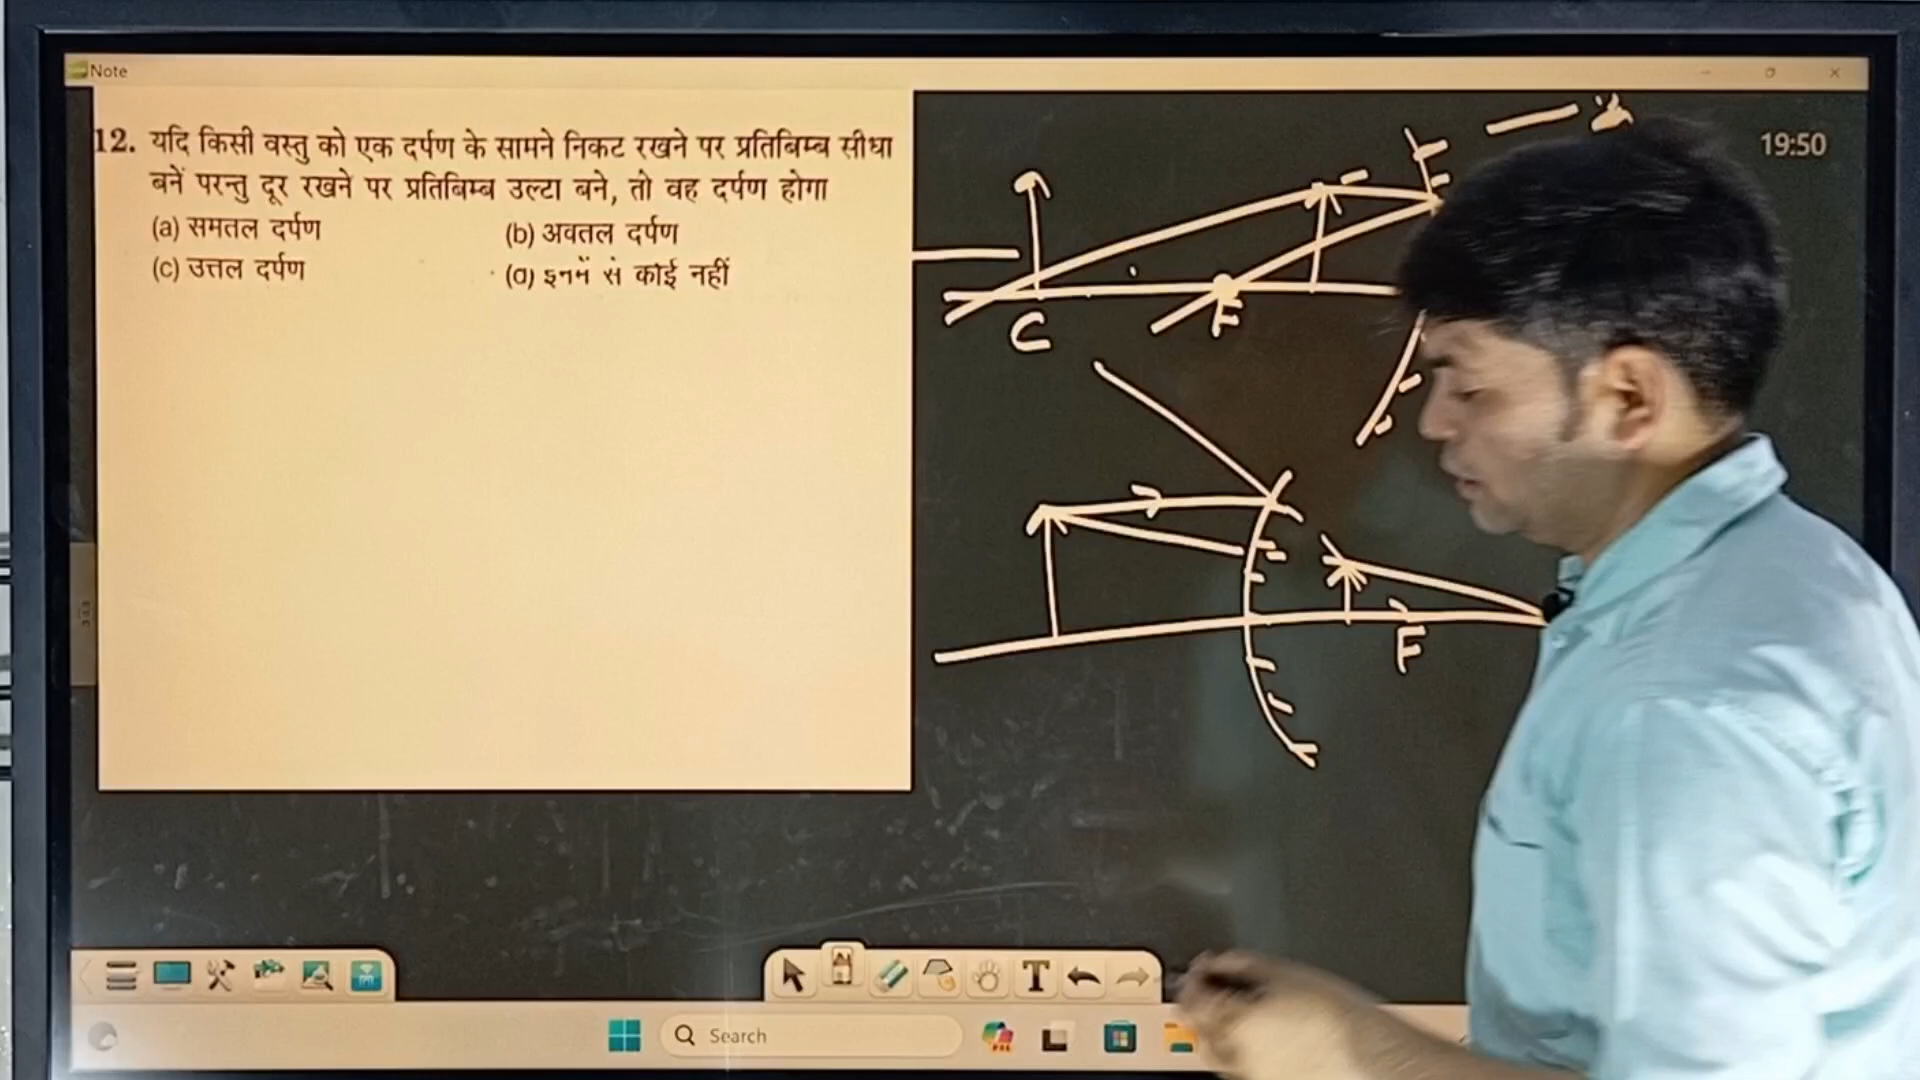 Note
12. यदि किसी वस्तु को एक दर्पण के सामने निकट रखने पर प्रतिबिम्ब सीधा
बनें परन्तु दूर रखने पर प्रतिबिम्ब उल्टा बने, तो वह दर्पण होगा
(a) समतल दर्पण (b) अवतल दर्पण
(c) उत्तल दर्पण (d) इनमें से कोई नहीं
19:50
C F
F
T
Search